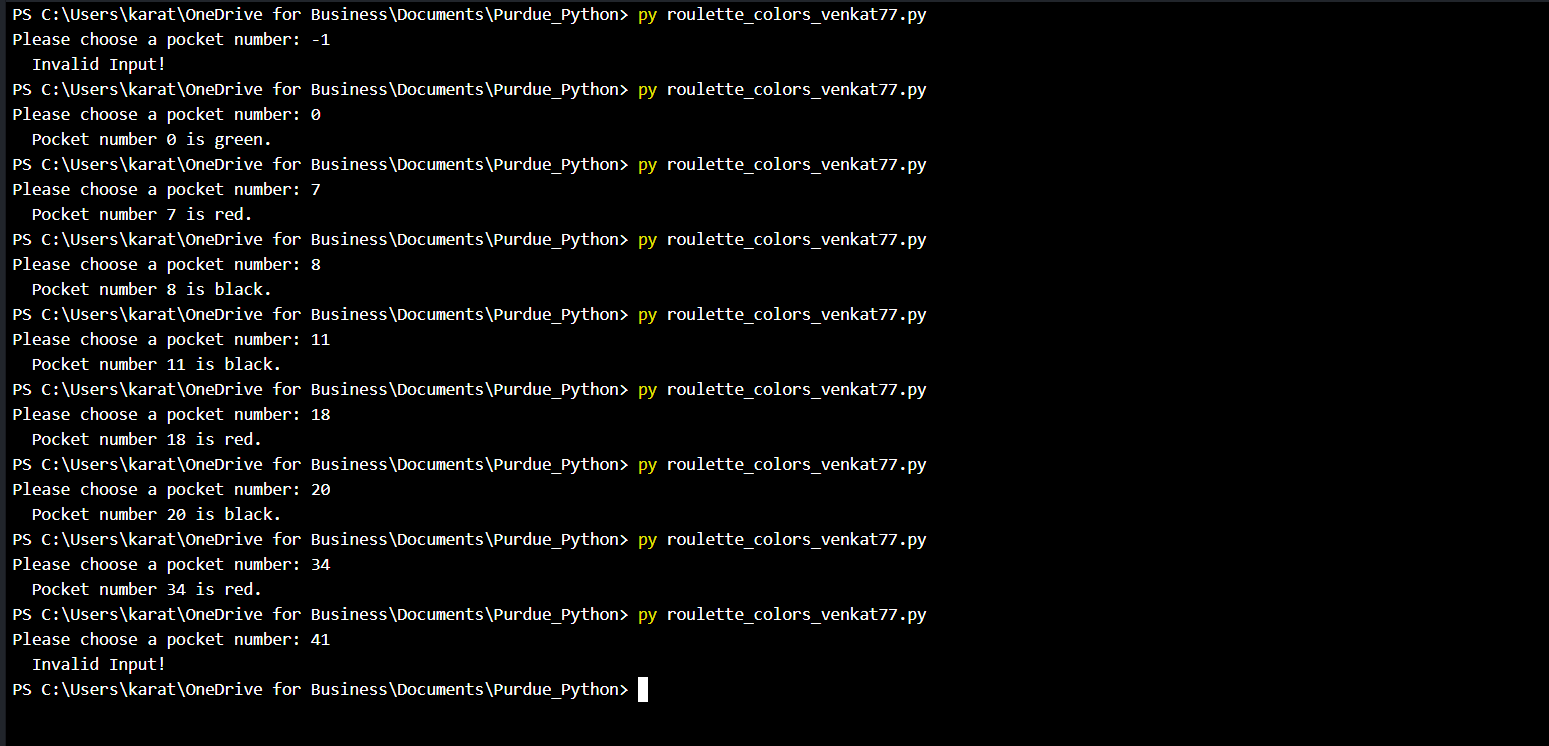 PS C:\Users\karat\OneDrive for Business\Documents\Purdue_Python> py roulette_colors_venkat77.py
Please choose a pocket number: -1
  Invalid Input!
PS C:\Users\karat\OneDrive for Business\Documents\Purdue_Python> py roulette_colors_venkat77.py
Please choose a pocket number: 0
  Pocket number 0 is green.
PS C:\Users\karat\OneDrive for Business\Documents\Purdue_Python> py roulette_colors_venkat77.py
Please choose a pocket number: 7
  Pocket number 7 is red.
PS C:\Users\karat\OneDrive for Business\Documents\Purdue_Python> py roulette_colors_venkat77.py
Please choose a pocket number: 8
  Pocket number 8 is black.
PS C:\Users\karat\OneDrive for Business\Documents\Purdue_Python> py roulette_colors_venkat77.py
Please choose a pocket number: 11
  Pocket number 11 is black.
PS C:\Users\karat\OneDrive for Business\Documents\Purdue_Python> py roulette_colors_venkat77.py
Please choose a pocket number: 18
  Pocket number 18 is red.
PS C:\Users\karat\OneDrive for Business\Documents\Purdue_Python> py roulette_colors_venkat77.py
Please choose a pocket number: 20
  Pocket number 20 is black.
PS C:\Users\karat\OneDrive for Business\Documents\Purdue_Python> py roulette_colors_venkat77.py
Please choose a pocket number: 34
  Pocket number 34 is red.
PS C:\Users\karat\OneDrive for Business\Documents\Purdue_Python> py roulette_colors_venkat77.py
Please choose a pocket number: 41
  Invalid Input!
PS C:\Users\karat\OneDrive for Business\Documents\Purdue_Python>